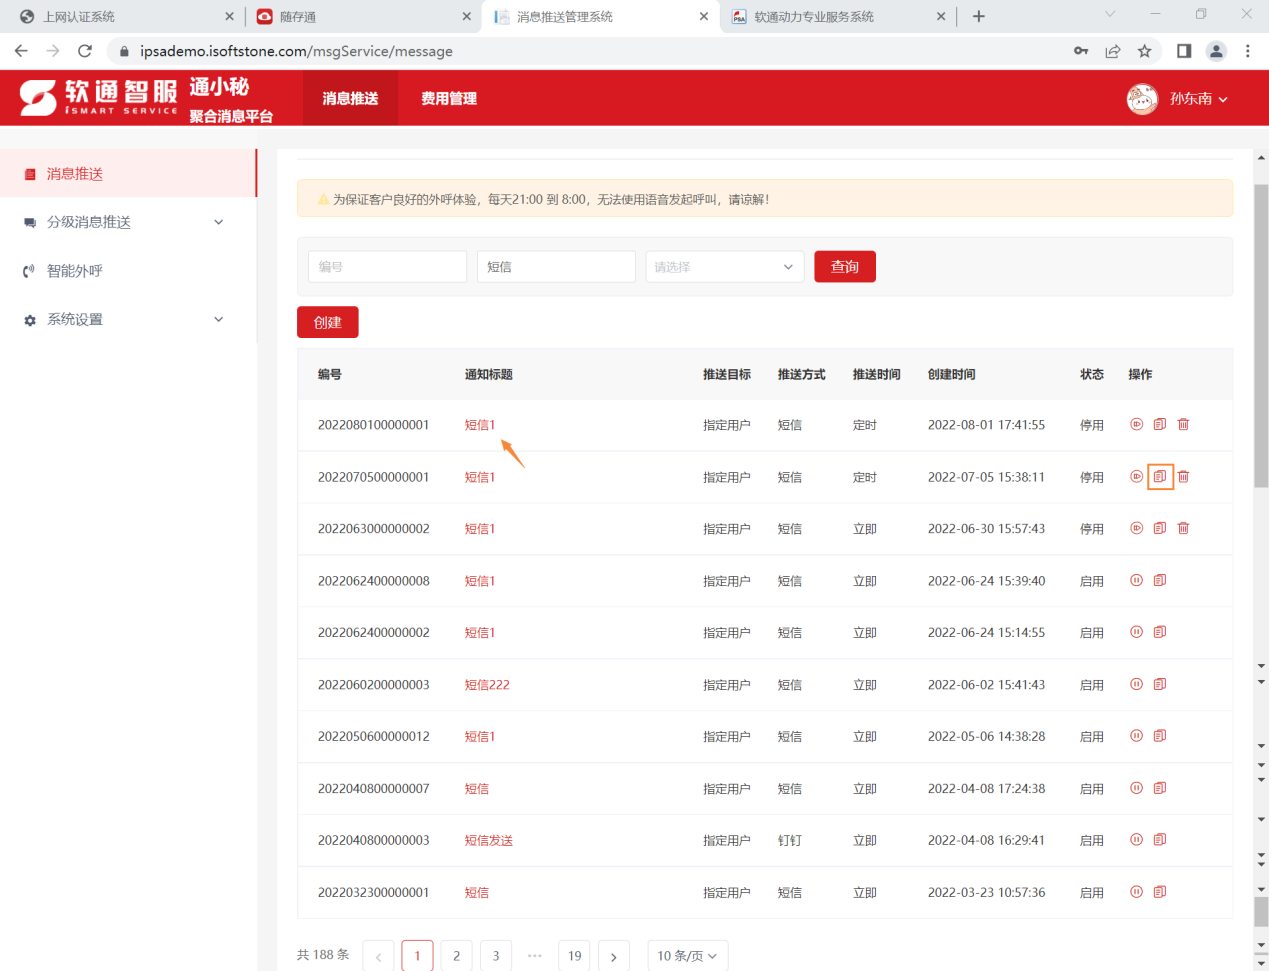 上网认证系统
随存通
消息推送管理系统
软通动力专业服务系统
ipsademo.isoftstone.com/msgService/message
软通智服
iSMART SERVICE
通小秘
聚合消息平台
消息推送
费用管理
孙东南
消息推送
分级消息推送
智能外呼
系统设置
为保证客户良好的外呼体验，每天21:00 到 8:00，无法使用语音发起呼叫，请谅解！
编号
短信
请选择
查询
创建
编号 通知标题 推送目标 推送方式 推送时间 创建时间 状态 操作
2022080100000001 短信1 指定用户 短信 定时 2022-08-01 17:41:55 停用
2022070500000001 短信1 指定用户 短信 定时 2022-07-05 15:38:11 停用
2022063000000002 短信1 指定用户 短信 立即 2022-06-30 15:57:43 停用
2022062400000008 短信1 指定用户 短信 立即 2022-06-24 15:39:40 启用
2022062400000002 短信1 指定用户 短信 立即 2022-06-24 15:14:55 启用
2022060200000003 短信222 指定用户 短信 立即 2022-06-02 15:41:43 启用
2022050600000012 短信1 指定用户 短信 立即 2022-05-06 14:38:28 启用
2022040800000007 短信 指定用户 短信 立即 2022-04-08 17:24:38 启用
2022040800000003 短信发送 指定用户 钉钉 立即 2022-04-08 16:29:41 启用
2022032300000001 短信 指定用户 短信 立即 2022-03-23 10:57:36 启用
共 188 条 1 2 3 ••• 19 10 条/页